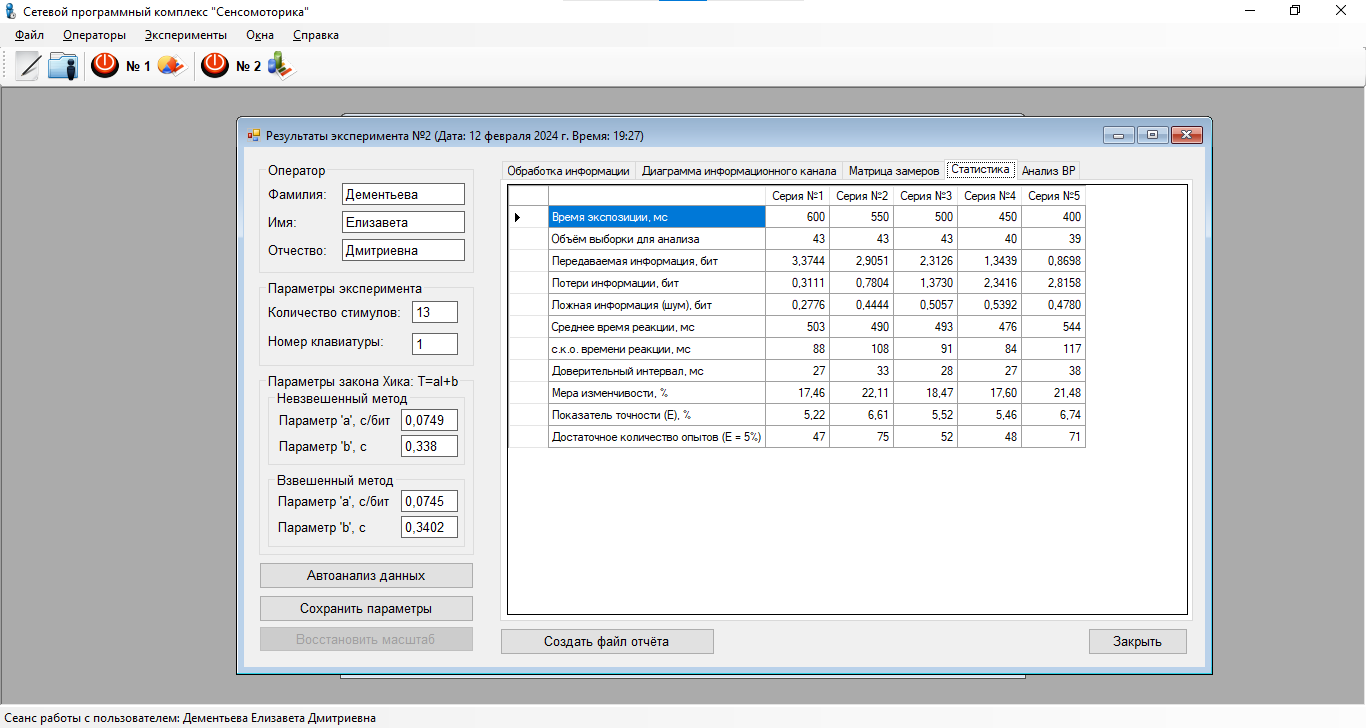 Сетевой программный комплекс "Сенсомоторика"
Файл Операторы Эксперименты Окна Справка
№ 1 № 2
Результаты эксперимента №2 (Дата: 12 февраля 2024 г. Время: 19:27)
Оператор
Фамилия: Дементьева
Имя: Елизавета
Отчество: Дмитриевна
Параметры эксперимента
Количество стимулов: 13
Номер клавиатуры: 1
Параметры закона Хика: T=aI+b
Невзвешенный метод
Параметр 'a', с/бит 0,0749
Параметр 'b', с 0,338
Взвешенный метод
Параметр 'a', с/бит 0,0745
Параметр 'b', с 0,3402
Автоанализ данных
Сохранить параметры
Восстановить масштаб
Обработка информации Диаграмма информационного канала Матрица замеров Статистика Анализ ВР
Серия №1 Серия №2 Серия №3 Серия №4 Серия №5
Время экспозиции, мс 600 550 500 450 400
Объём выборки для анализа 43 43 43 40 39
Передаваемая информация, бит 3,3744 2,9051 2,3126 1,3439 0,8698
Потери информации, бит 0,3111 0,7804 1,3730 2,3416 2,8158
Ложная информация (шум), бит 0,2776 0,4444 0,5057 0,5392 0,4780
Среднее время реакции, мс 503 490 493 476 544
с.к.о. времени реакции, мс 88 108 91 84 117
Доверительный интервал, мс 27 33 28 27 38
Мера изменчивости, % 17,46 22,11 18,47 17,60 21,48
Показатель точности (E), % 5,22 6,61 5,52 5,46 6,74
Достаточное количество опытов (E = 5%) 47 75 52 48 71
Создать файл отчёта Закрыть
Сеанс работы с пользователем: Дементьева Елизавета Дмитриевна